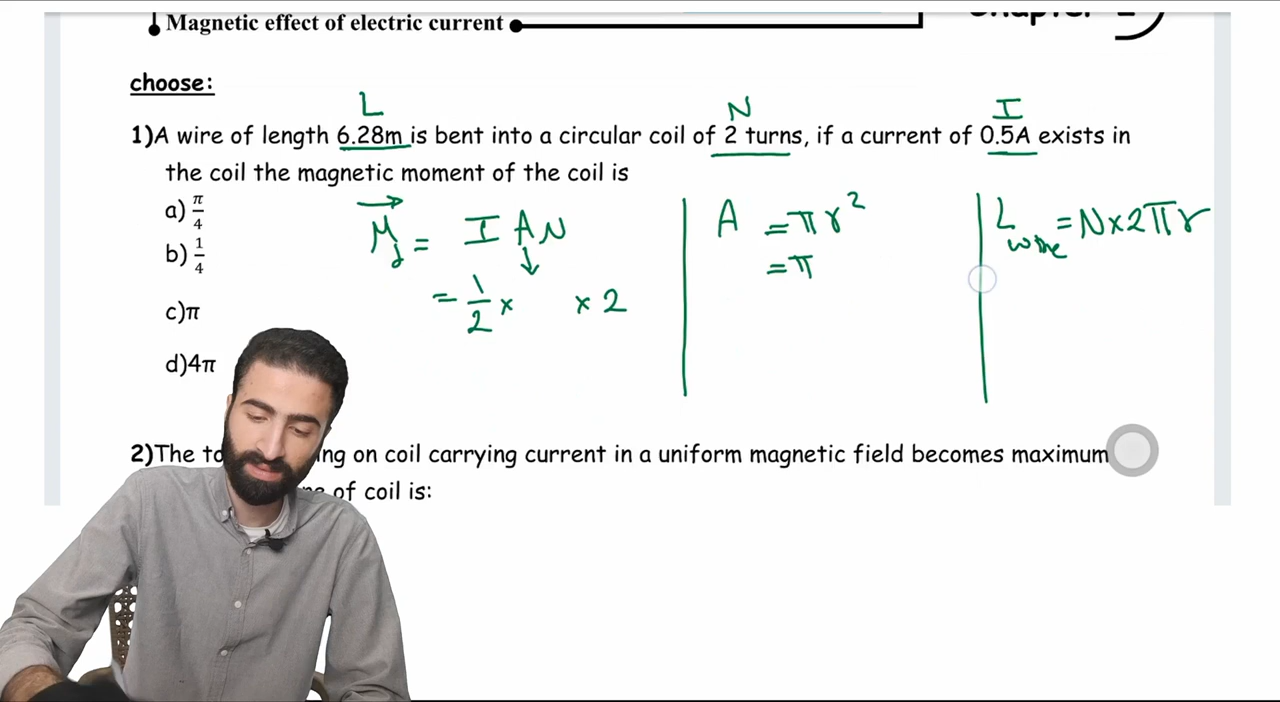 Magnetic effect of electric current
choose:
L N I
1)A wire of length 6.28m is bent into a circular coil of 2 turns, if a current of 0.5A exists in
the coil the magnetic moment of the coil is
a) π/4
b) 1/4
c)π
d)4π
M⃗d = I A N
= 1/2 × × 2
A = πr²
= π
L wire = N×2πr
2)The ing on coil carrying current in a uniform magnetic field becomes maximum
of coil is: